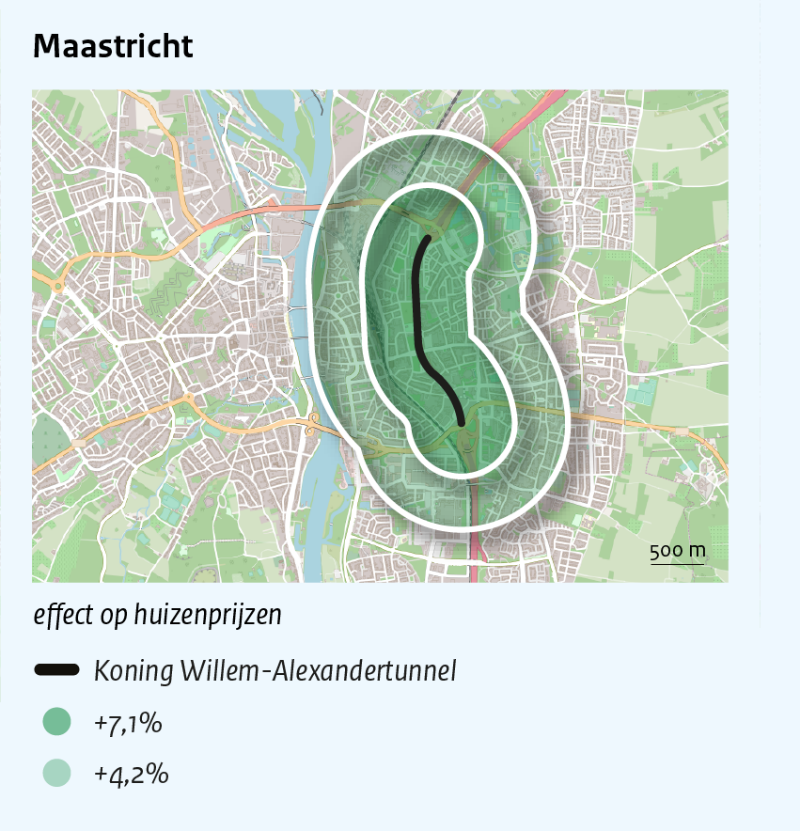 Maastricht
500 m
effect op huizenprijzen
Koning Willem-Alexandertunnel
+7,1%
+4,2%